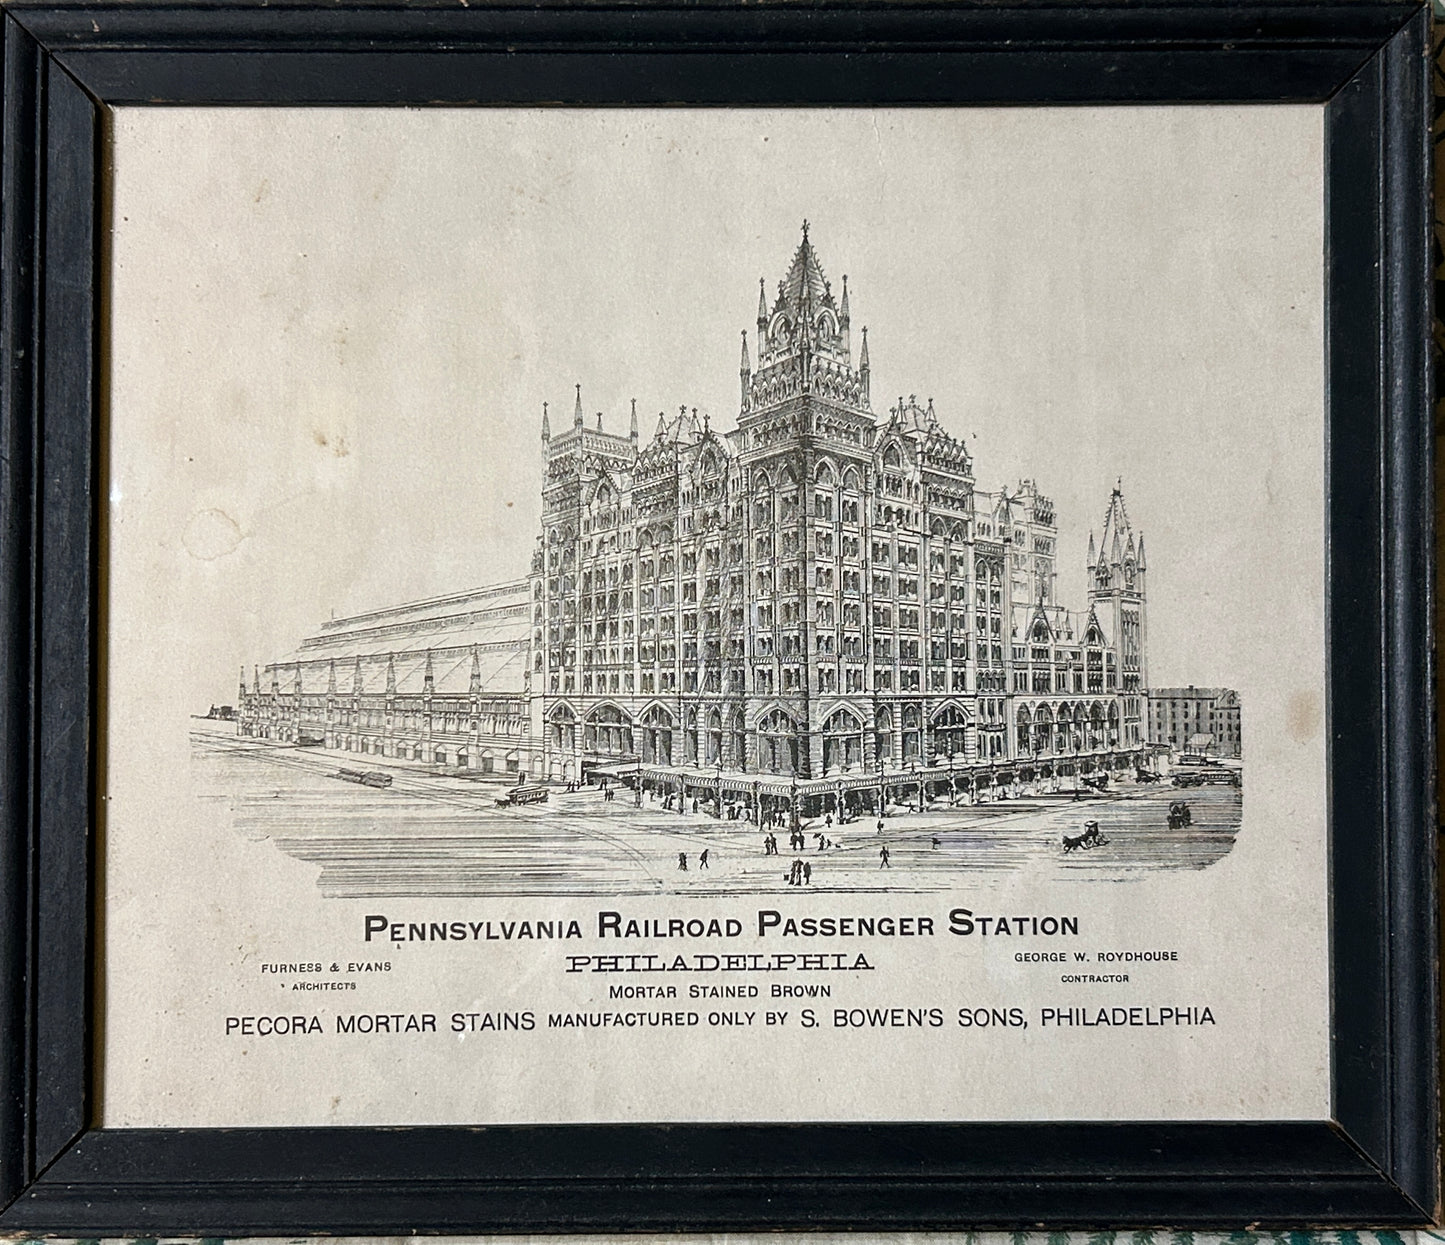 PENNSYLVANIA RAILROAD PASSENGER STATION
PHILADELPHIA
FURNESS & EVANS
ARCHITECTS
GEORGE W. ROYDHOUSE
CONTRACTOR
MORTAR STAINED BROWN
PECORA MORTAR STAINS MANUFACTURED ONLY BY S. BOWEN'S SONS, PHILADELPHIA